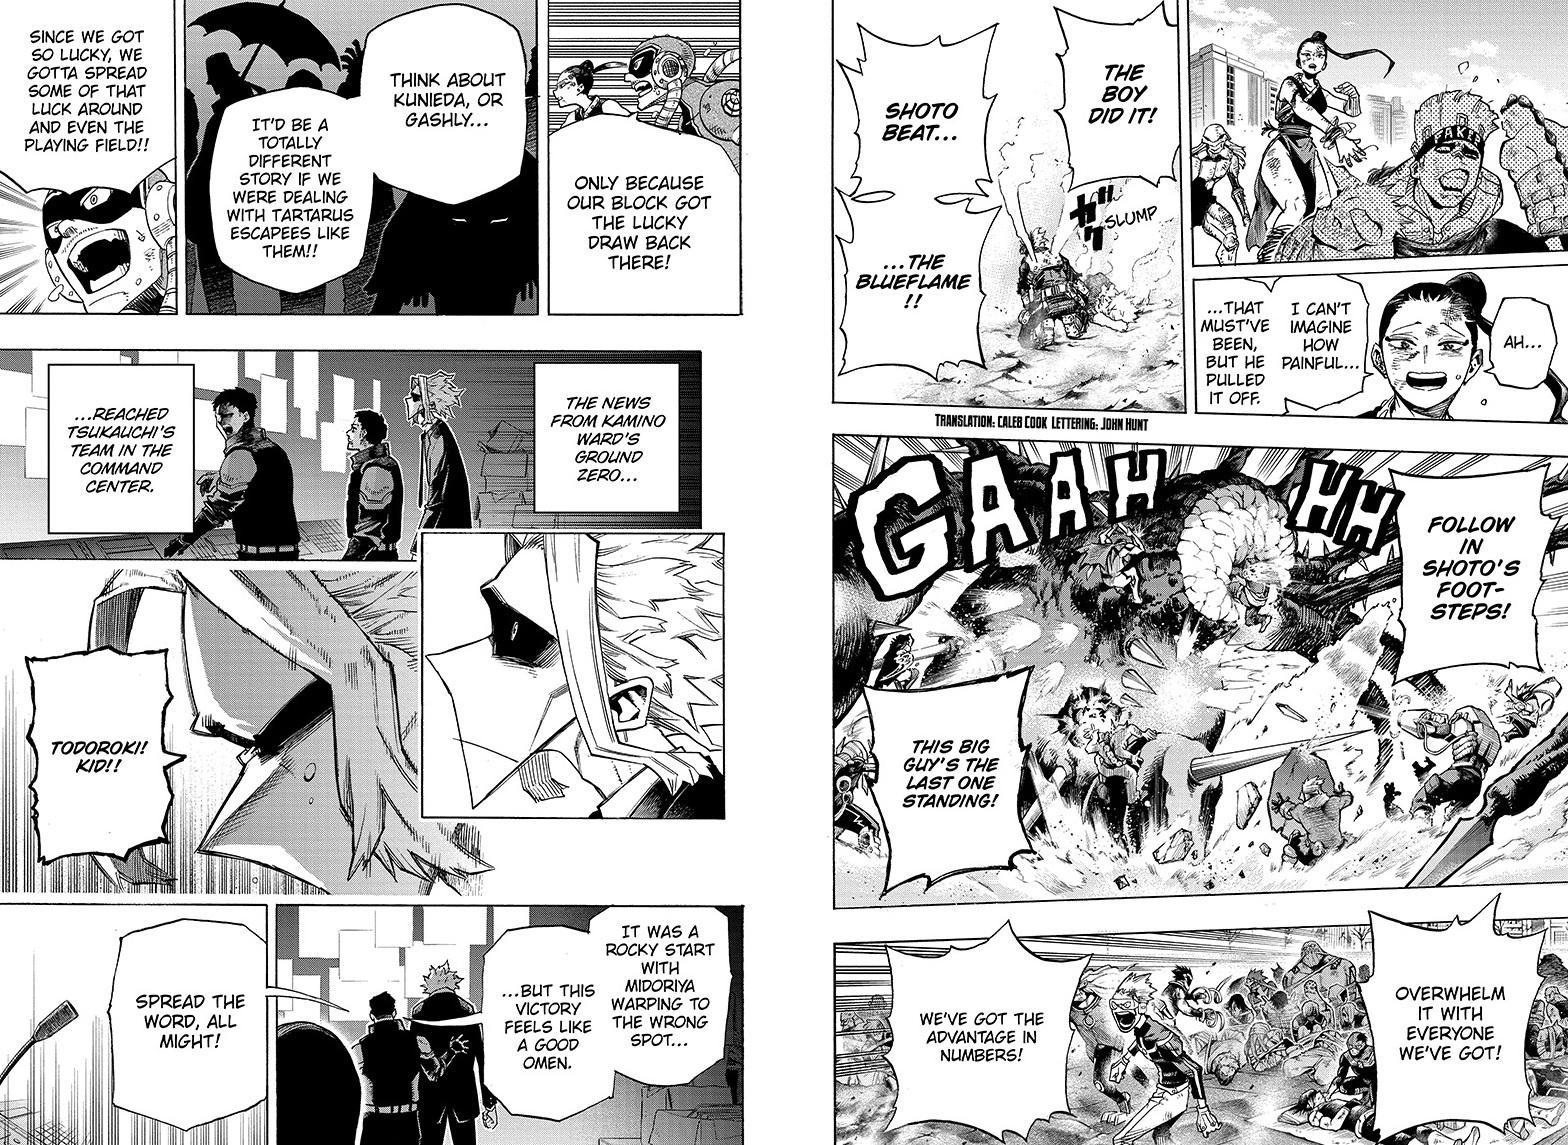 AH...
I CAN'T
IMAGINE
HOW
PAINFUL...
...THAT
MUST'VE
BEEN,
BUT HE
PULLED
IT OFF.
THE
BOY
DID IT!
SLUMP
SHOTO
BEAT...
...THE
BLUEFLAME
!!
TRANSLATION: CALEB COOK LETTERING: JOHN HUNT
GAAHHH
FOLLOW
IN
SHOTO'S
FOOT-
STEPS!
THIS BIG
GUY'S THE
LAST ONE
STANDING!
OVERWHELM
IT WITH
EVERYONE
WE'VE GOT!
WE'VE GOT THE
ADVANTAGE IN
NUMBERS!
ONLY BECAUSE
OUR BLOCK GOT
THE LUCKY
DRAW BACK
THERE!
THINK ABOUT
KUNIEDA, OR
GASHLY...
IT'D BE A
TOTALLY
DIFFERENT
STORY IF WE
WERE DEALING
WITH TARTARUS
ESCAPEES LIKE
THEM!!
SINCE WE GOT
SO LUCKY, WE
GOTTA SPREAD
SOME OF THAT
LUCK AROUND
AND EVEN THE
PLAYING FIELD!!
THE NEWS
FROM KAMINO
WARD'S
GROUND
ZERO...
...REACHED
TSUKAUCHI'S
TEAM IN THE
COMMAND
CENTER.
TODOROKI!
KID!!
IT WAS A
ROCKY START
WITH
MIDORIYA
WARPING TO
THE WRONG
SPOT...
...BUT THIS
VICTORY
FEELS LIKE
A GOOD
OMEN.
SPREAD THE
WORD, ALL
MIGHT!